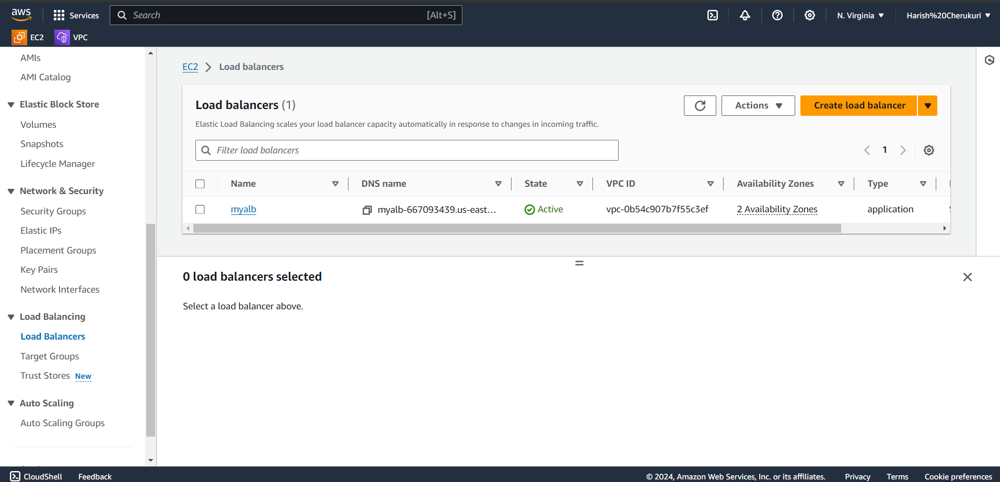 aws
Services
Search
[Alt+S]
N. Virginia
Harish%20Cherukuri
EC2
VPC
AMIs
AMI Catalog
Elastic Block Store
Volumes
Snapshots
Lifecycle Manager
Network & Security
Security Groups
Elastic IPs
Placement Groups
Key Pairs
Network Interfaces
Load Balancing
Load Balancers
Target Groups
Trust Stores New
Auto Scaling
Auto Scaling Groups
EC2 > Load balancers
Load balancers (1)
Actions
Create load balancer
Elastic Load Balancing scales your load balancer capacity automatically in response to changes in incoming traffic.
Filter load balancers
1
Name DNS name State VPC ID Availability Zones Type
myalb myalb-667093439.us-east... Active vpc-0b54c907b7f55c3ef 2 Availability Zones application
0 load balancers selected
Select a load balancer above.
CloudShell Feedback © 2024, Amazon Web Services, Inc. or its affiliates. Privacy Terms Cookie preferences